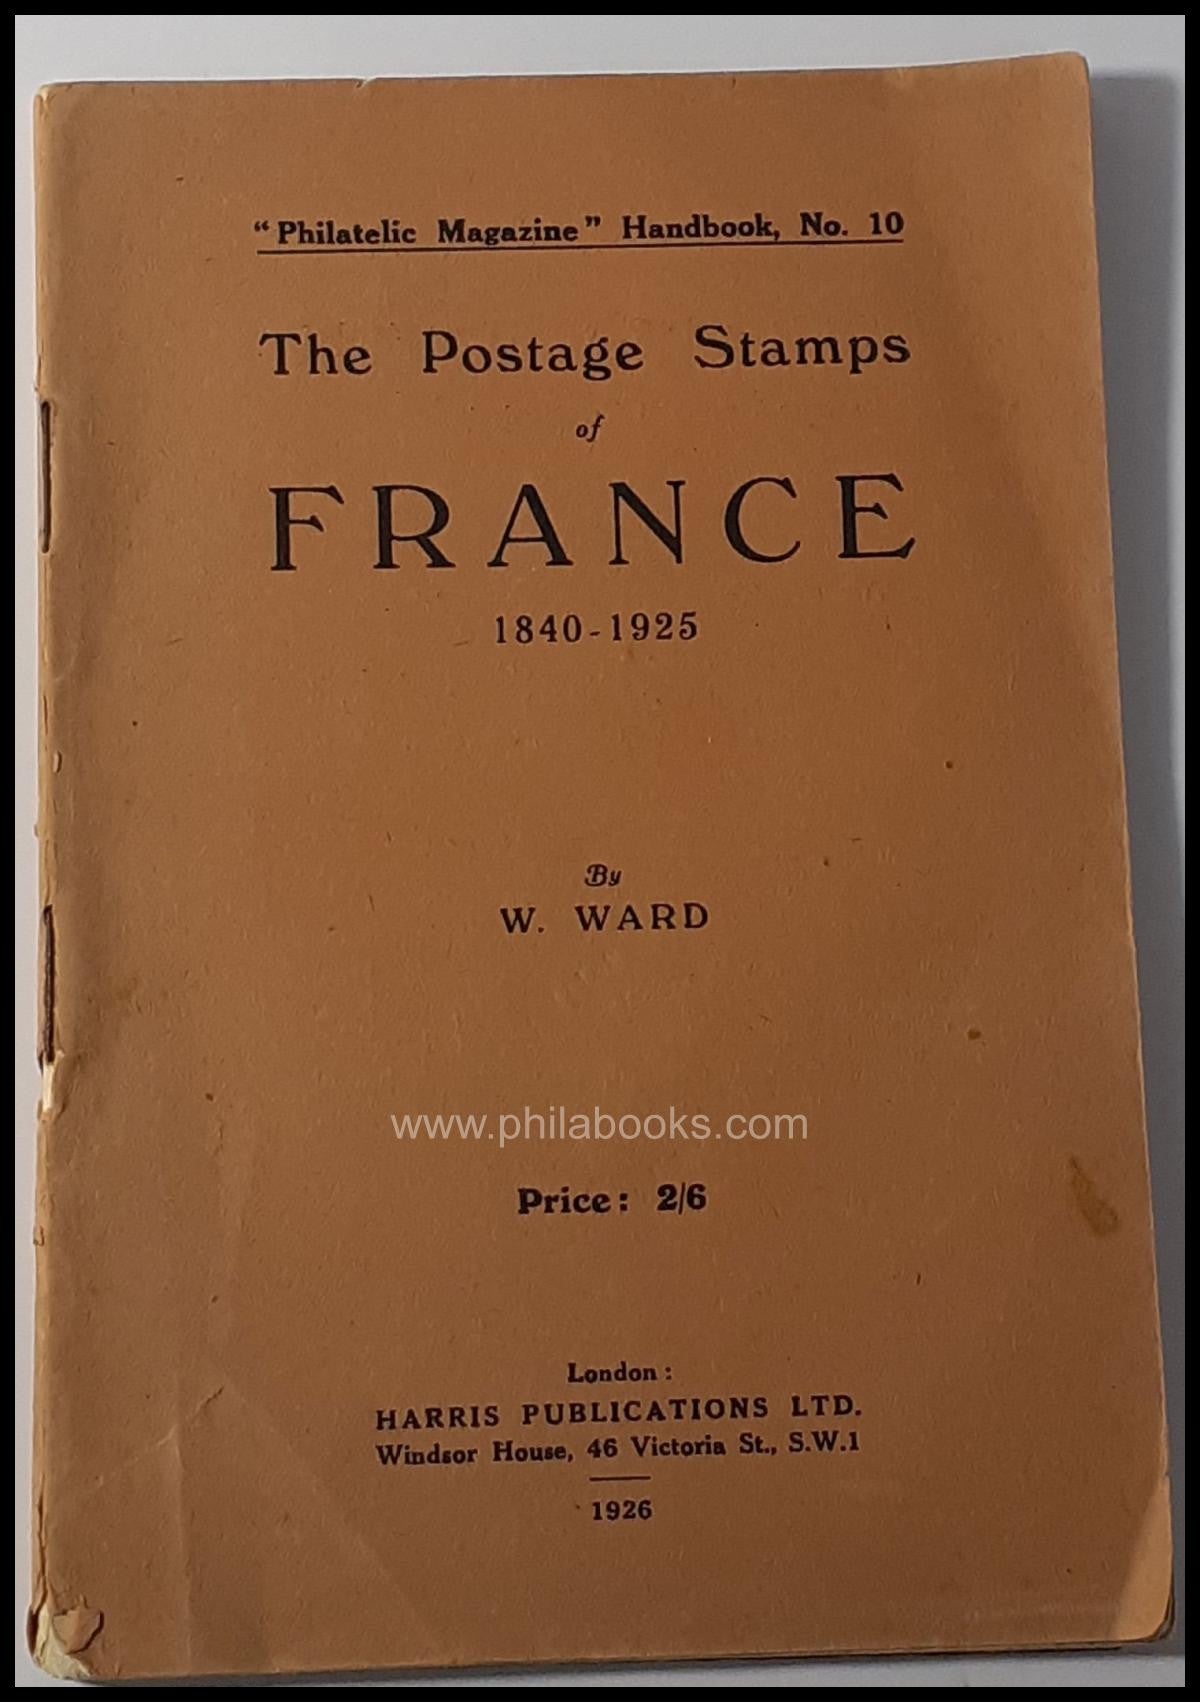 "Philatelic Magazine" Handbook, No. 10
The Postage Stamps
of
FRANCE
1840-1925
By
W. WARD
www.philabooks.com
Price: 2/6
London:
HARRIS PUBLICATIONS LTD.
Windsor House, 46 Victoria St., S.W.1
1926